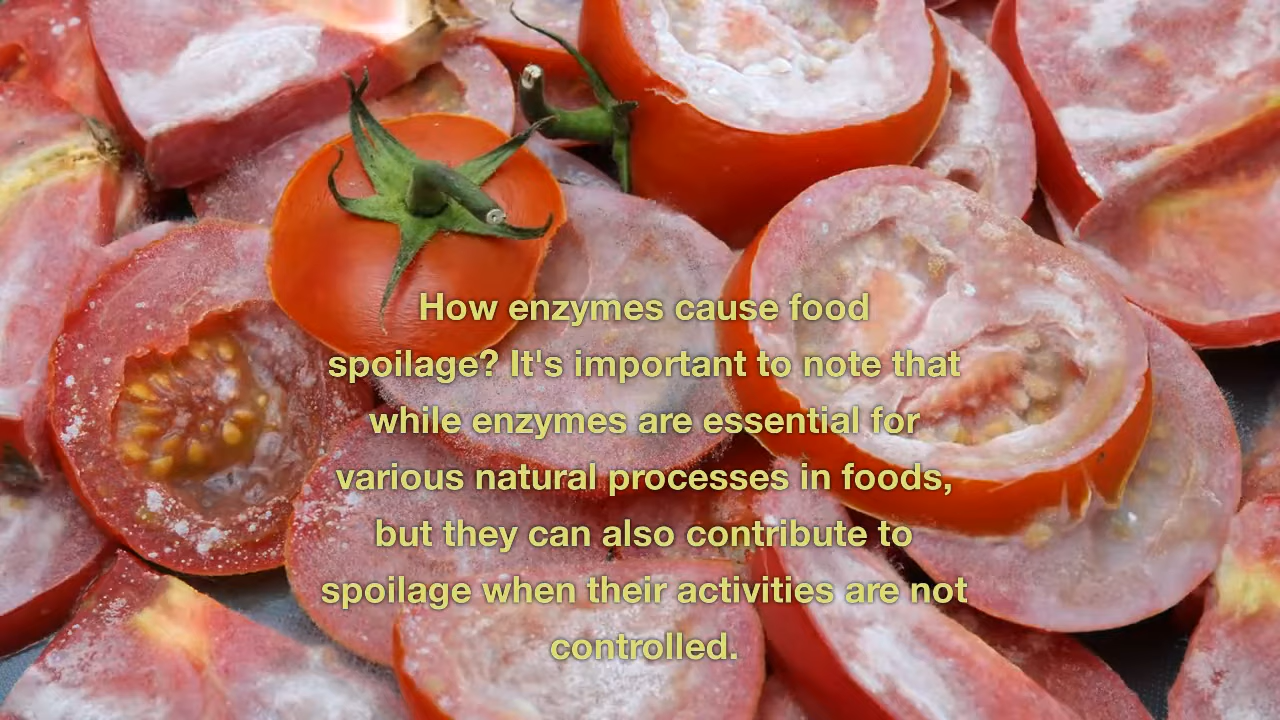 How enzymes cause food
spoilage? It's important to note that
while enzymes are essential for
various natural processes in foods,
but they can also contribute to
spoilage when their activities are not
controlled.